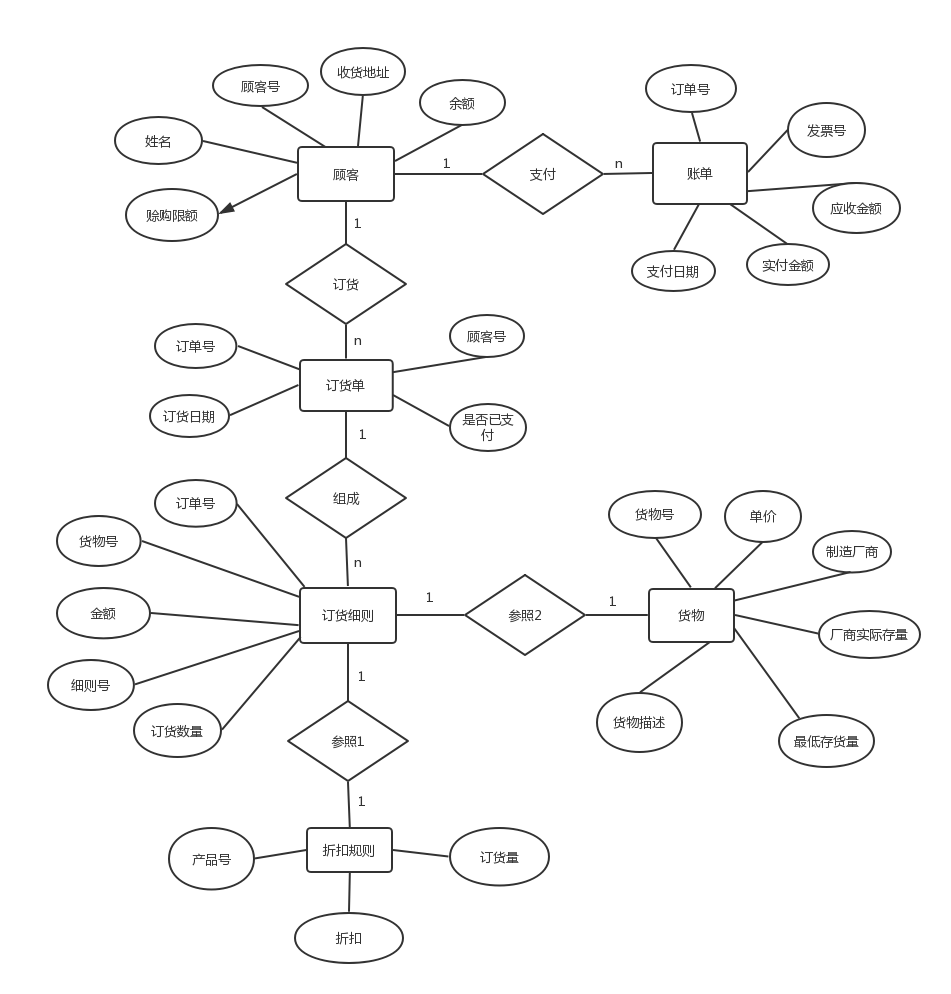 收货地址
顾客号
余额
订单号
姓名
发票号
顾客
1
支付
n
账单
赊购限额
应收金额
1
支付日期
实付金额
订货
订单号
n
顾客号
订货单
订货日期
是否已支
付
1
组成
订单号
货物号
货物号
单价
制造厂商
n
金额
订货细则
1
参照2
1
货物
厂商实际存量
细则号
1
货物描述
订货数量
参照1
最低存货量
1
产品号
折扣规则
订货量
折扣